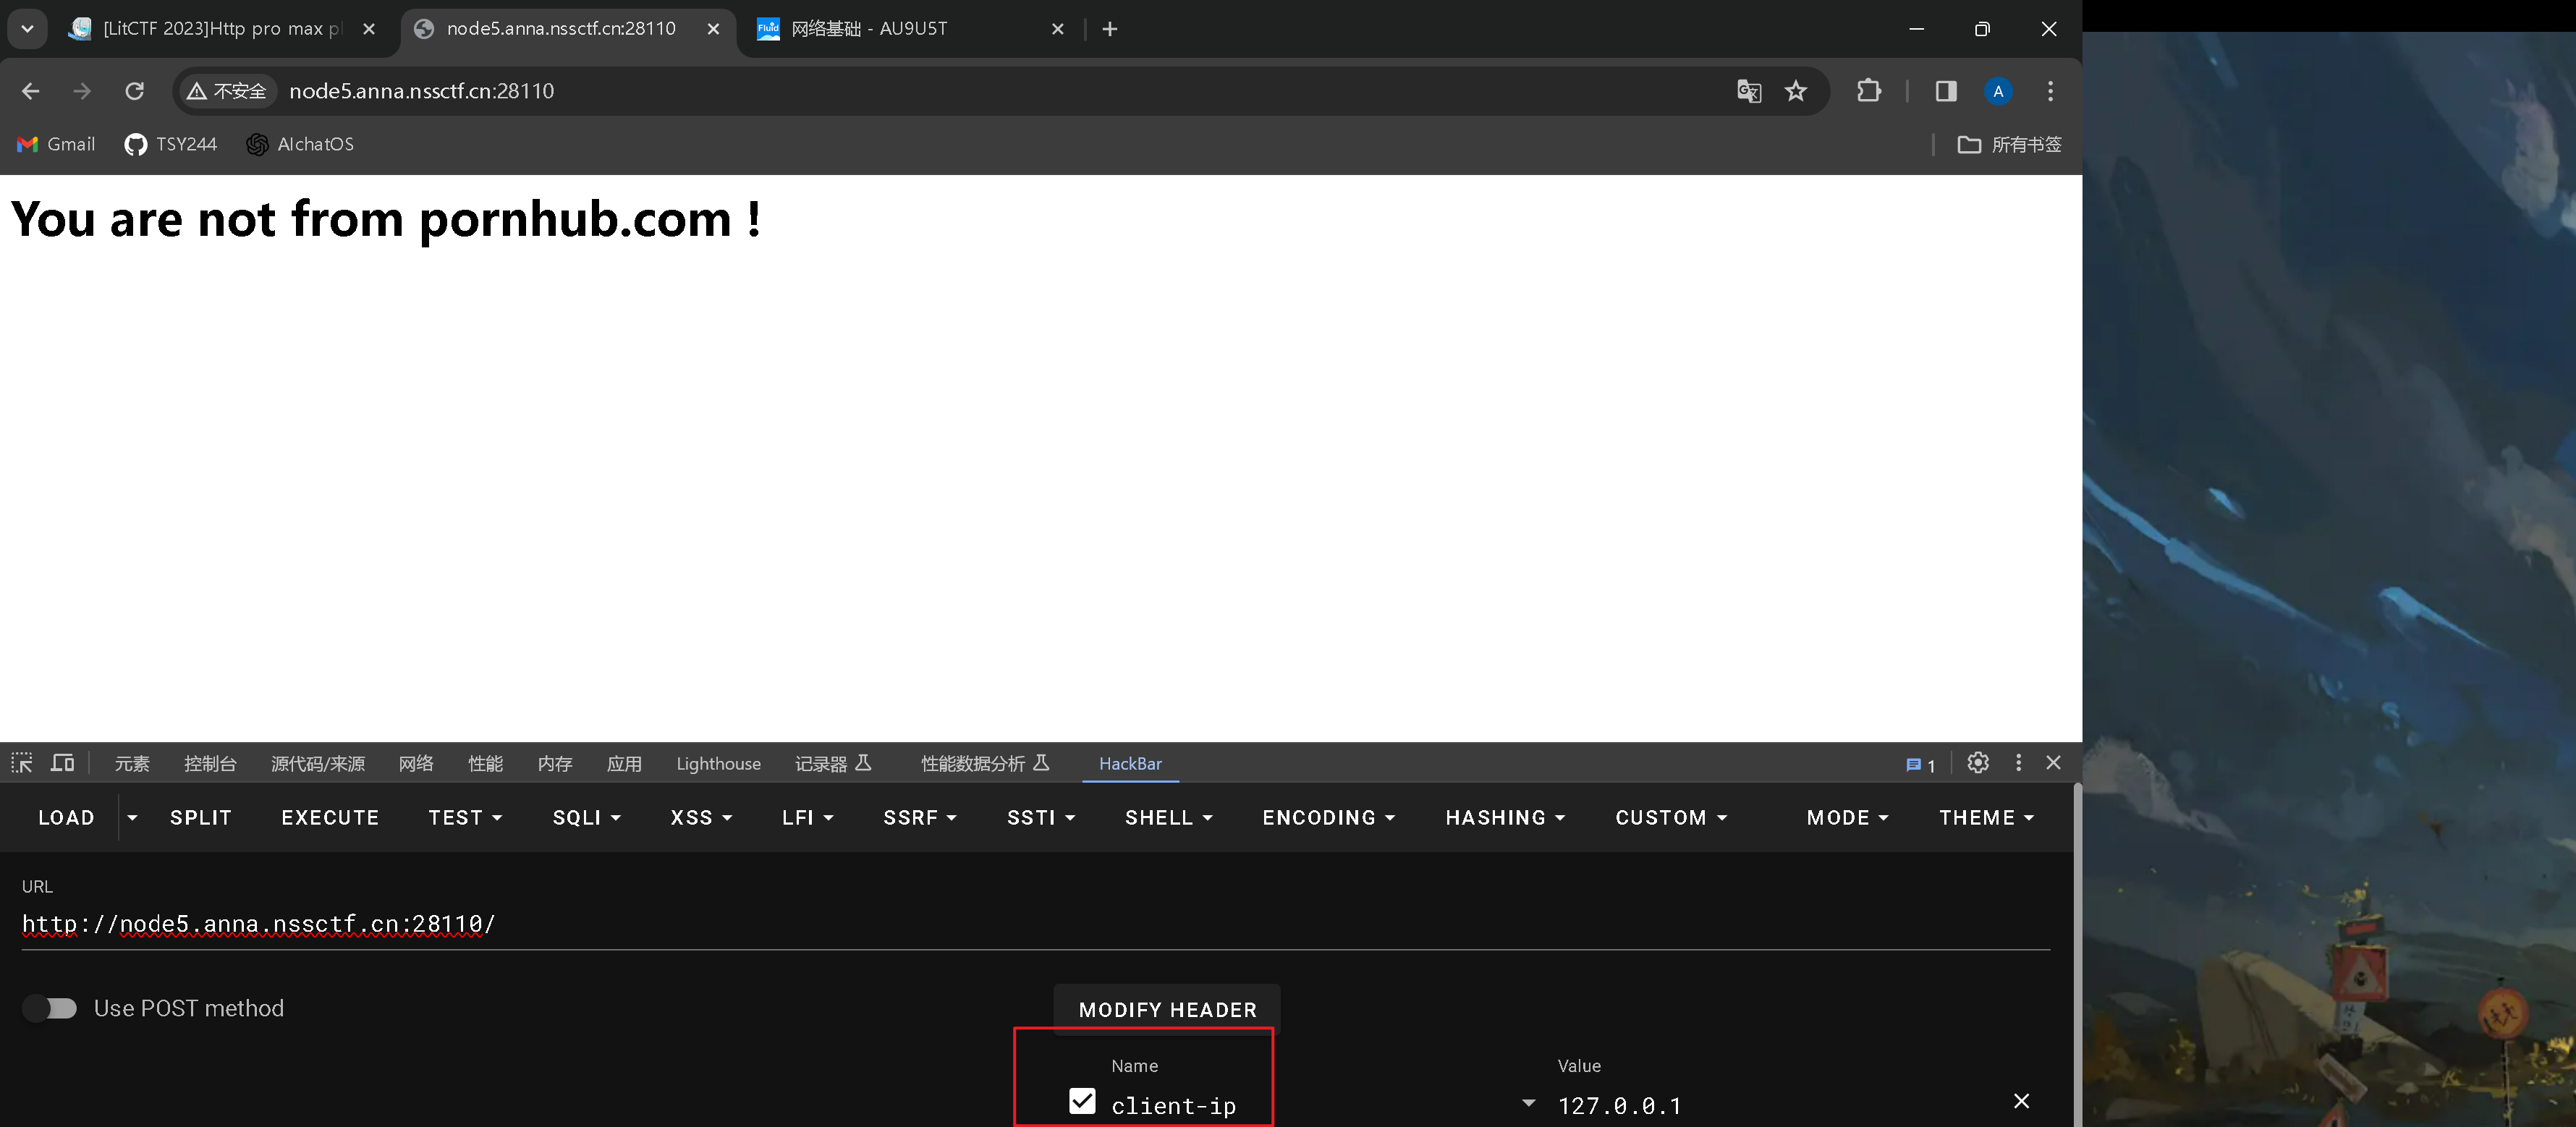 [LitCTF 2023]Http pro max pl
node5.anna.nssctf.cn:28110
Fluid
网络基础 - AU9U5T
不安全
node5.anna.nssctf.cn:28110
A
Gmail
TSY244
AIchatOS
所有书签
You are not from pornhub.com !
元素
控制台
源代码/来源
网络
性能
内存
应用
Lighthouse
记录器
性能数据分析
HackBar
1
LOAD
SPLIT
EXECUTE
TEST
SQLI
XSS
LFI
SSRF
SSTI
SHELL
ENCODING
HASHING
CUSTOM
MODE
THEME
URL
http://node5.anna.nssctf.cn:28110/
Use POST method
MODIFY HEADER
Name
Value
client-ip
127.0.0.1